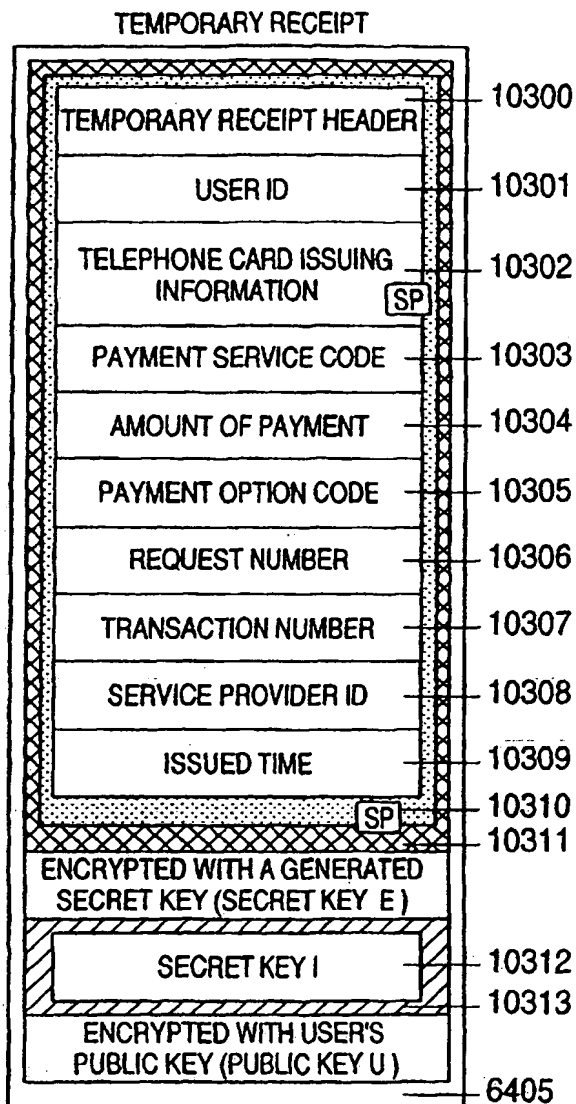 TEMPORARY RECEIPT
10300
TEMPORARY RECEIPT HEADER
USER ID
10301
TELEPHONE CARD ISSUING
INFORMATION
10302
SP
PAYMENT SERVICE CODE
10303
AMOUNT OF PAYMENT
10304
PAYMENT OPTION CODE
10305
REQUEST NUMBER
10306
TRANSACTION NUMBER
10307
SERVICE PROVIDER ID
10308
ISSUED TIME
10309
SP
10310
10311
ENCRYPTED WITH A GENERATED
SECRET KEY (SECRET KEY E)
SECRET KEY I
10312
10313
ENCRYPTED WITH USER'S
PUBLIC KEY (PUBLIC KEY U)
6405